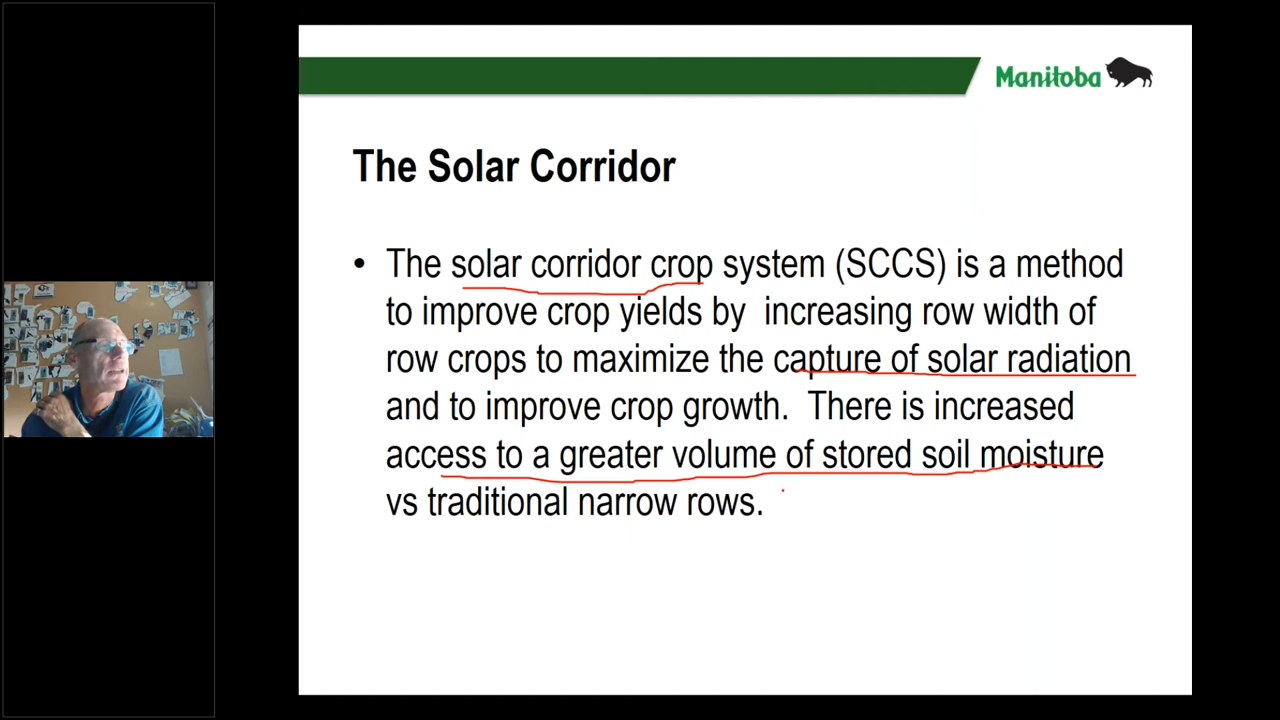 Manitoba
The Solar Corridor
• The solar corridor crop system (SCCS) is a method
to improve crop yields by increasing row width of
row crops to maximize the capture of solar radiation
and to improve crop growth. There is increased
access to a greater volume of stored soil moisture
vs traditional narrow rows.